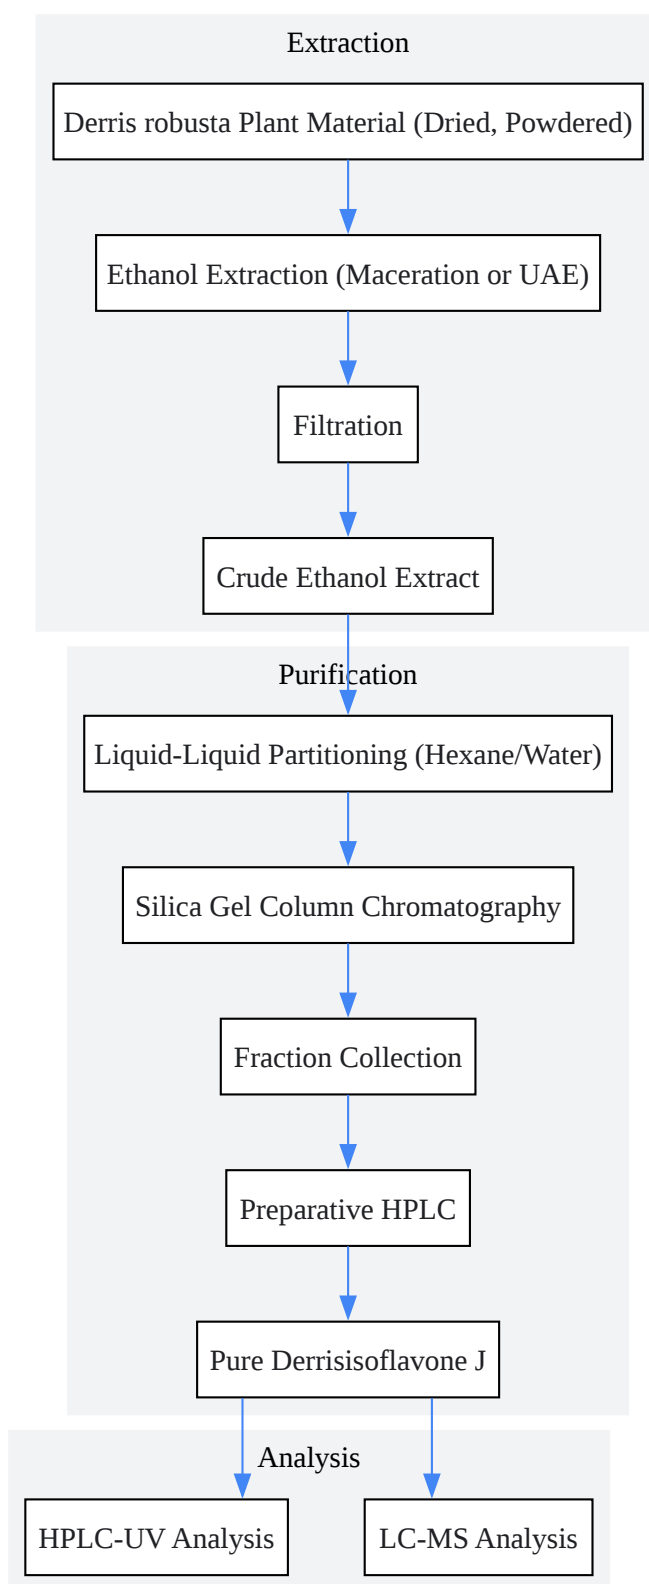 Extraction
Derris robusta Plant Material (Dried, Powdered)
Ethanol Extraction (Maceration or UAE)
Filtration
Crude Ethanol Extract
Purification
Liquid-Liquid Partitioning (Hexane/Water)
Silica Gel Column Chromatography
Fraction Collection
Preparative HPLC
Pure Derrisisoflavone J
Analysis
HPLC-UV Analysis
LC-MS Analysis